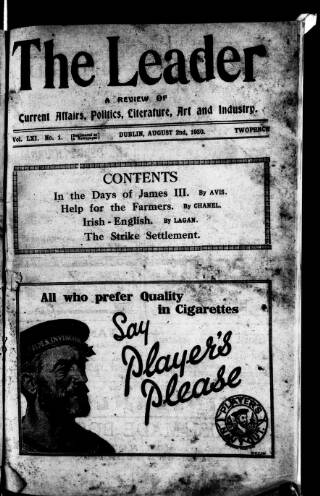 The Leader
A REVIEW OF
Current Affairs, Politics, Literature, Art and Industry.
Vol. LXI. No. 1. DUBLIN, AUGUST 2nd, 1930. TWOPENCE
CONTENTS
In the Days of James III. By AVIS.
Help for the Farmers. By CHANEL.
Irish-English. By LAGAN.
The Strike Settlement.
All who prefer Quality
in Cigarettes
Say
Player's
Please
PLAYER'S
NAVY CUT